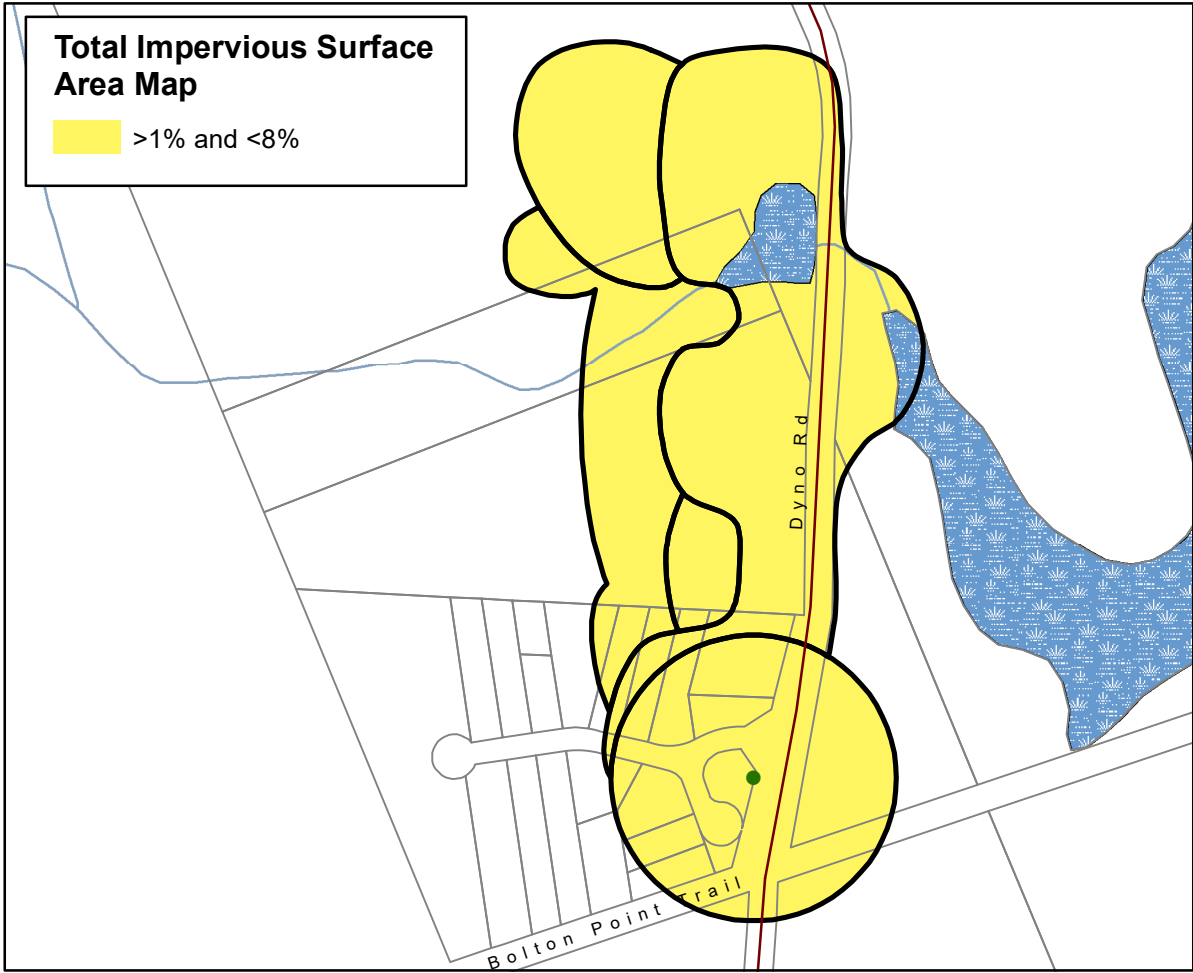 Total Impervious Surface
Area Map
>1% and <8%
Dyno Rd
Bolton Point Trail